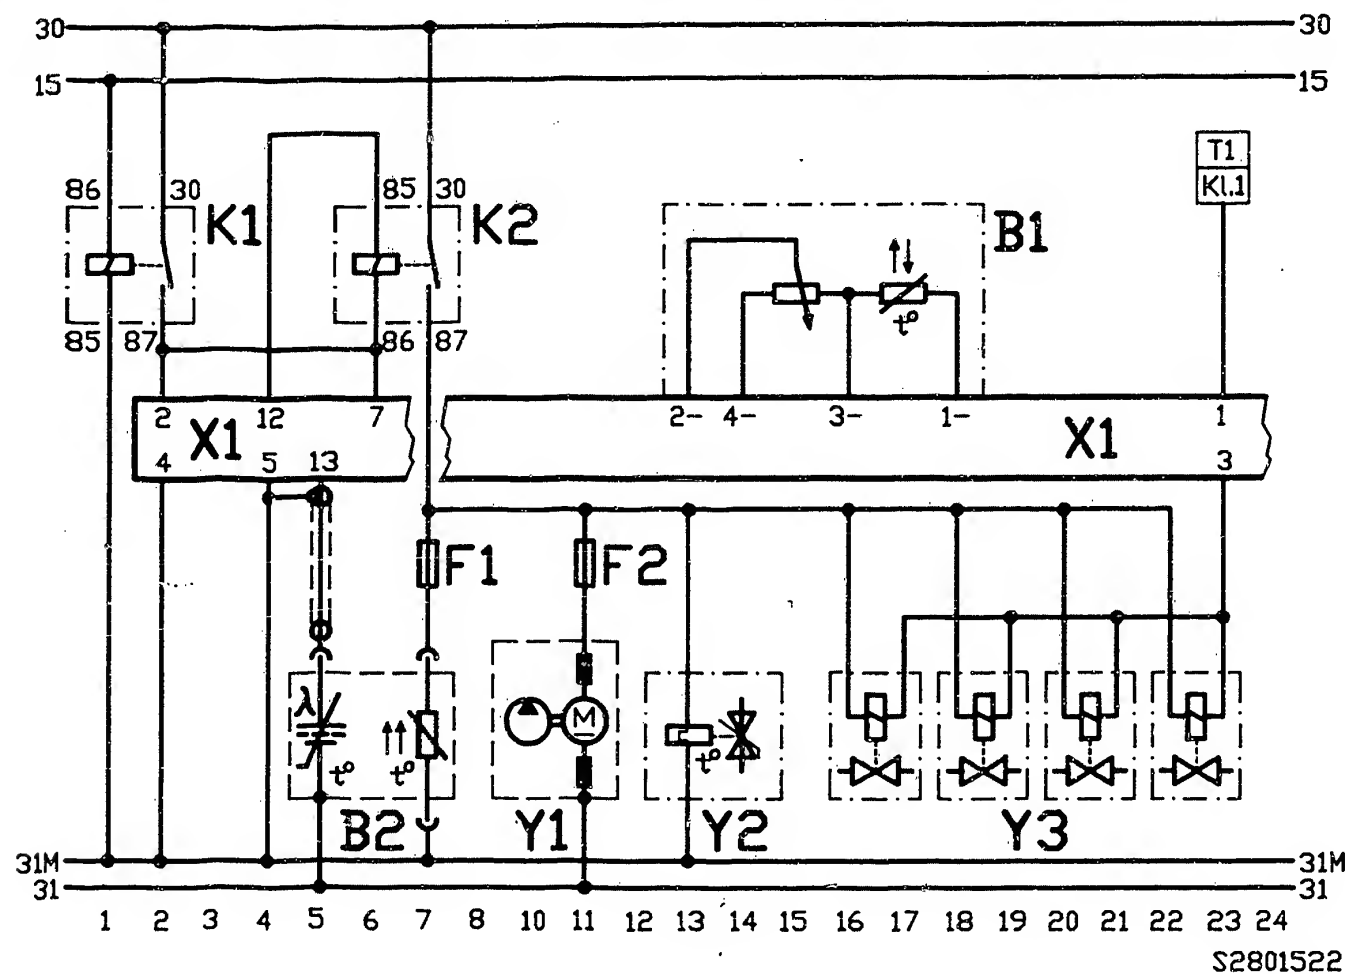 30 30
15 15
T1
Kl.1
86 30 85 30
K1 K2 B1
t°
85 87 86 87
2 12 7 2- 4- 3- 1- 1
X1 X1
4 5 13 3
F1 F2
λ M
t° t° t°
B2 Y1 Y2 Y3
31M 31M
31 31
1 2 3 4 5 6 7 8 10 11 12 13 14 15 16 17 18 19 20 21 22 23 24
S2801522